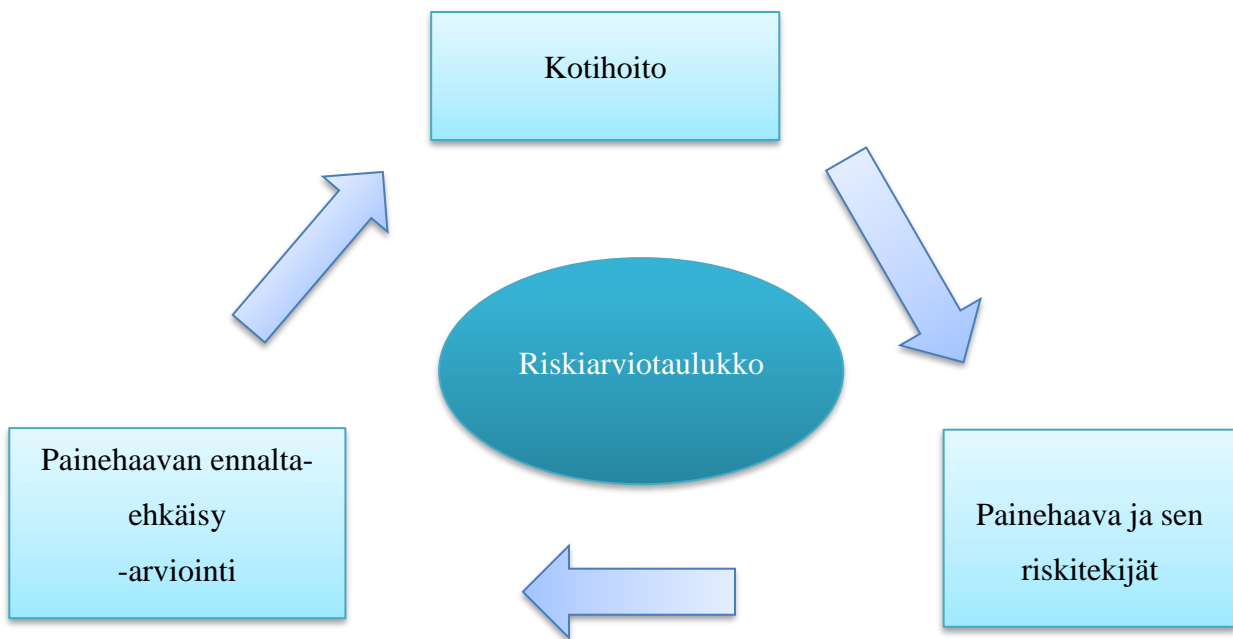 Kotihoito
Riskiarviotaulukko
Painehaavan ennalta-
ehkäisy
-arviointi
Painehaava ja sen
riskitekijät